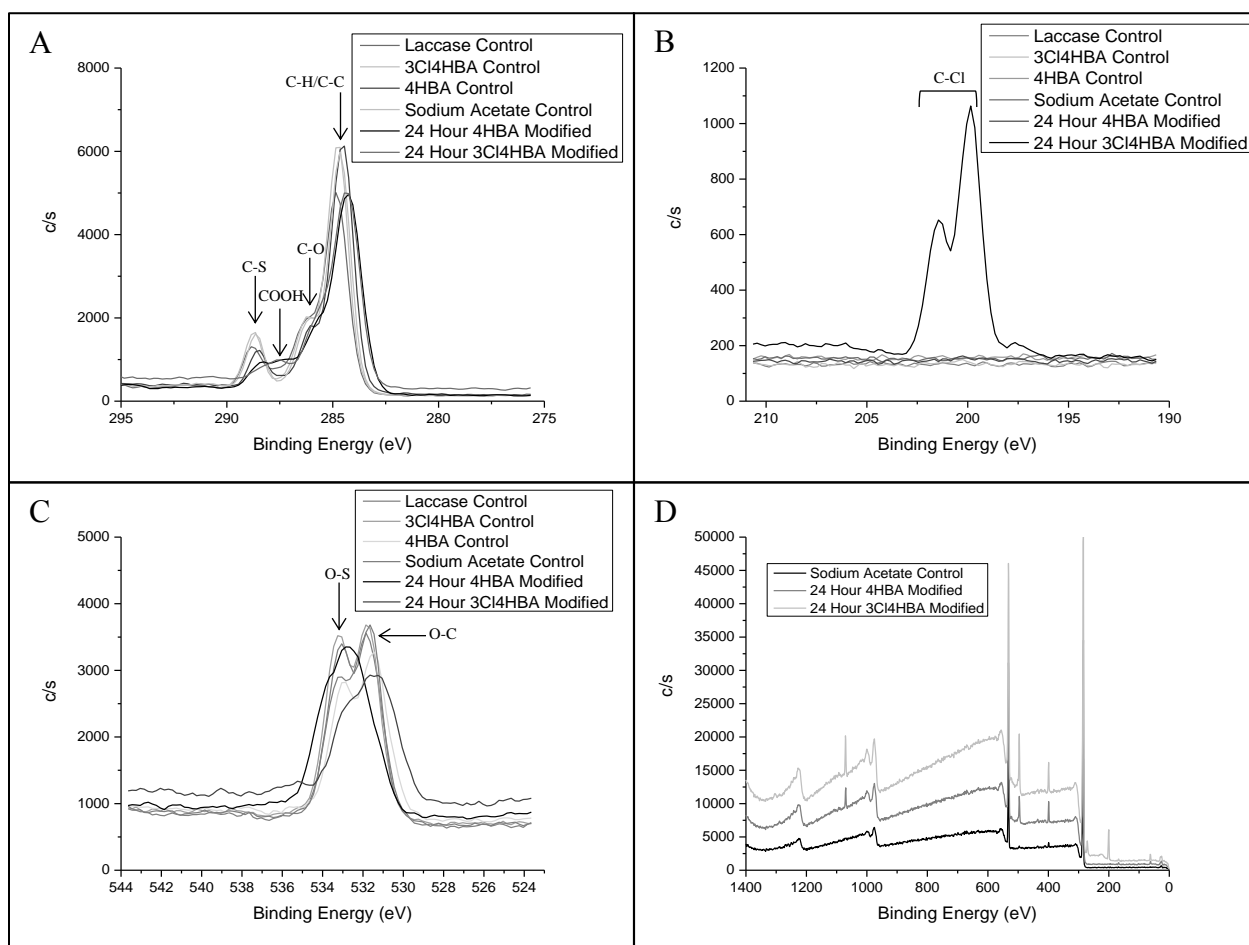 A
Laccase Control
3Cl4HBA Control
4HBA Control
Sodium Acetate Control
24 Hour 4HBA Modified
24 Hour 3Cl4HBA Modified
C-H/C-C
C-O
C-S
COOH
8000
6000
4000
2000
0
c/s
295
290
285
280
275
Binding Energy (eV)
B
Laccase Control
3Cl4HBA Control
4HBA Control
Sodium Acetate Control
24 Hour 4HBA Modified
24 Hour 3Cl4HBA Modified
C-Cl
1200
1000
800
600
400
200
0
c/s
210
205
200
195
190
Binding Energy (eV)
C
Laccase Control
3Cl4HBA Control
4HBA Control
Sodium Acetate Control
24 Hour 4HBA Modified
24 Hour 3Cl4HBA Modified
O-S
O-C
5000
4000
3000
2000
1000
0
c/s
544
542
540
538
536
534
532
530
528
526
524
Binding Energy (eV)
D
Sodium Acetate Control
24 Hour 4HBA Modified
24 Hour 3Cl4HBA Modified
50000
45000
40000
35000
30000
25000
20000
15000
10000
5000
0
c/s
1400
1200
1000
800
600
400
200
0
Binding Energy (eV)